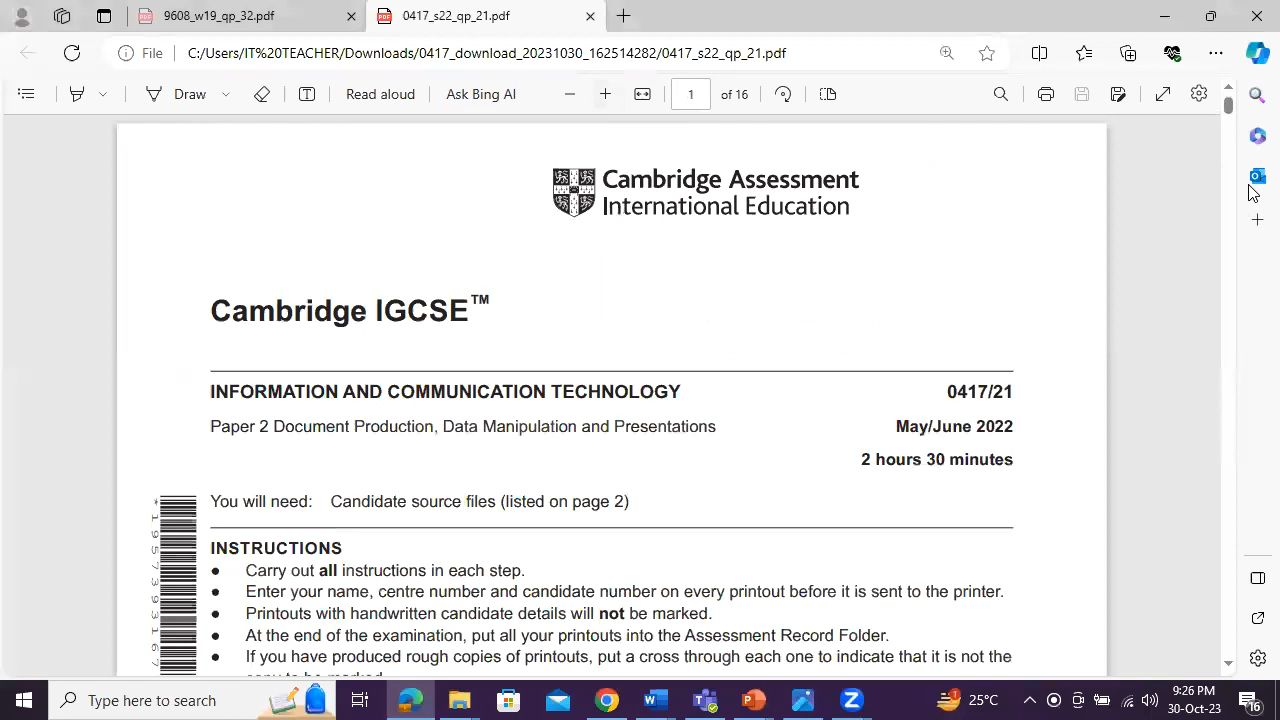 9608_w19_qp_32.pdf
0417_s22_qp_21.pdf
File C:/Users/IT%20TEACHER/Downloads/0417_download_20231030_162514282/0417_s22_qp_21.pdf
Draw Read aloud Ask Bing AI 1 of 16
Cambridge Assessment
International Education
Cambridge IGCSE™
INFORMATION AND COMMUNICATION TECHNOLOGY 0417/21
Paper 2 Document Production, Data Manipulation and Presentations May/June 2022
2 hours 30 minutes
You will need: Candidate source files (listed on page 2)
INSTRUCTIONS
● Carry out all instructions in each step.
● Enter your name, centre number and candidate number on every printout before it is sent to the printer.
● Printouts with handwritten candidate details will not be marked.
● At the end of the examination, put all your printouts into the Assessment Record Folder.
● If you have produced rough copies of printouts, put a cross through each one to indicate that it is not the
copy to be marked.
Type here to search
1
25°C
9:26 PM
30-Oct-23
16